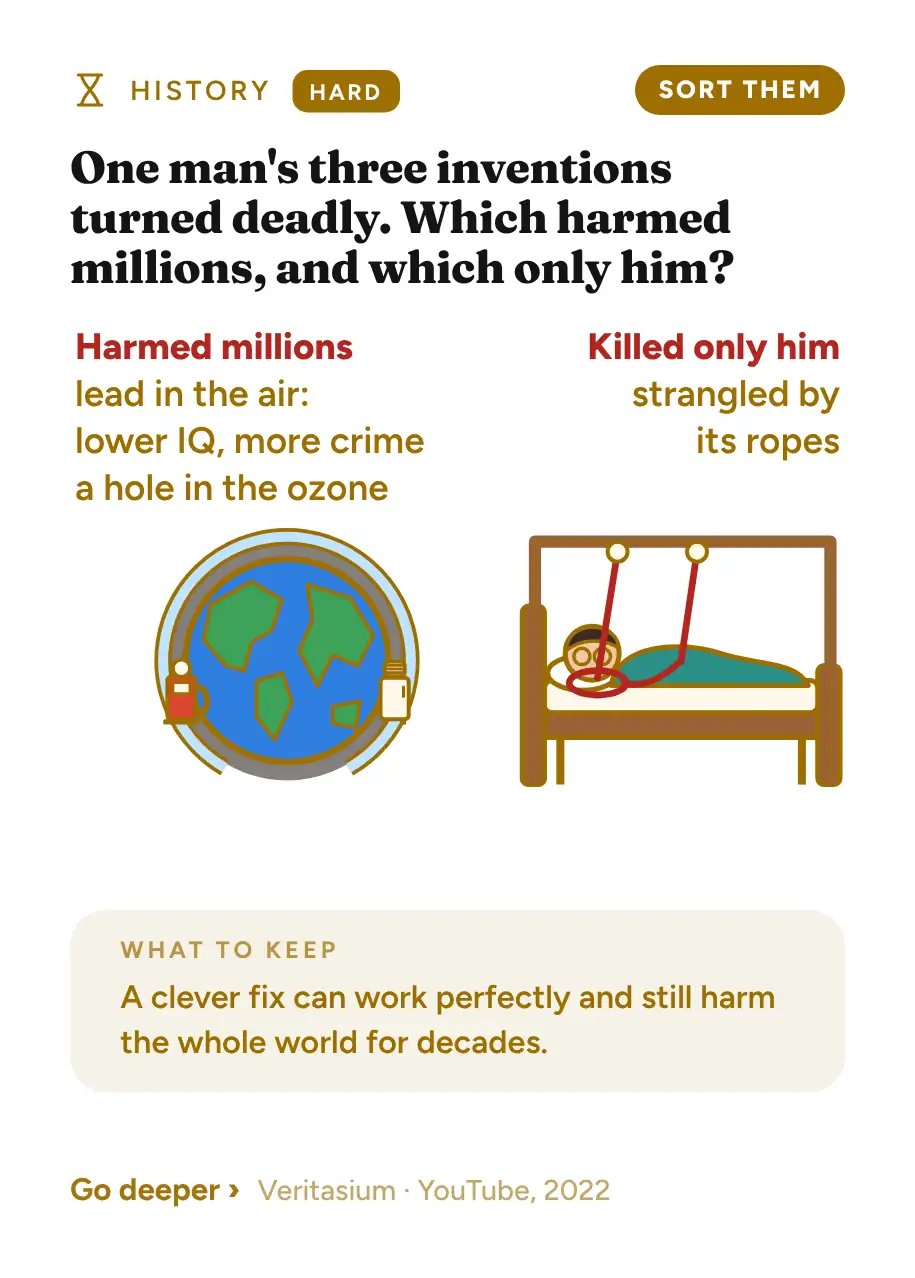 HISTORY HARD SORT THEM
One man's three inventions
turned deadly. Which harmed
millions, and which only him?
Harmed millions
lead in the air:
lower IQ, more crime
a hole in the ozone
Killed only him
strangled by
its ropes
WHAT TO KEEP
A clever fix can work perfectly and still harm
the whole world for decades.
Go deeper › Veritasium · YouTube, 2022